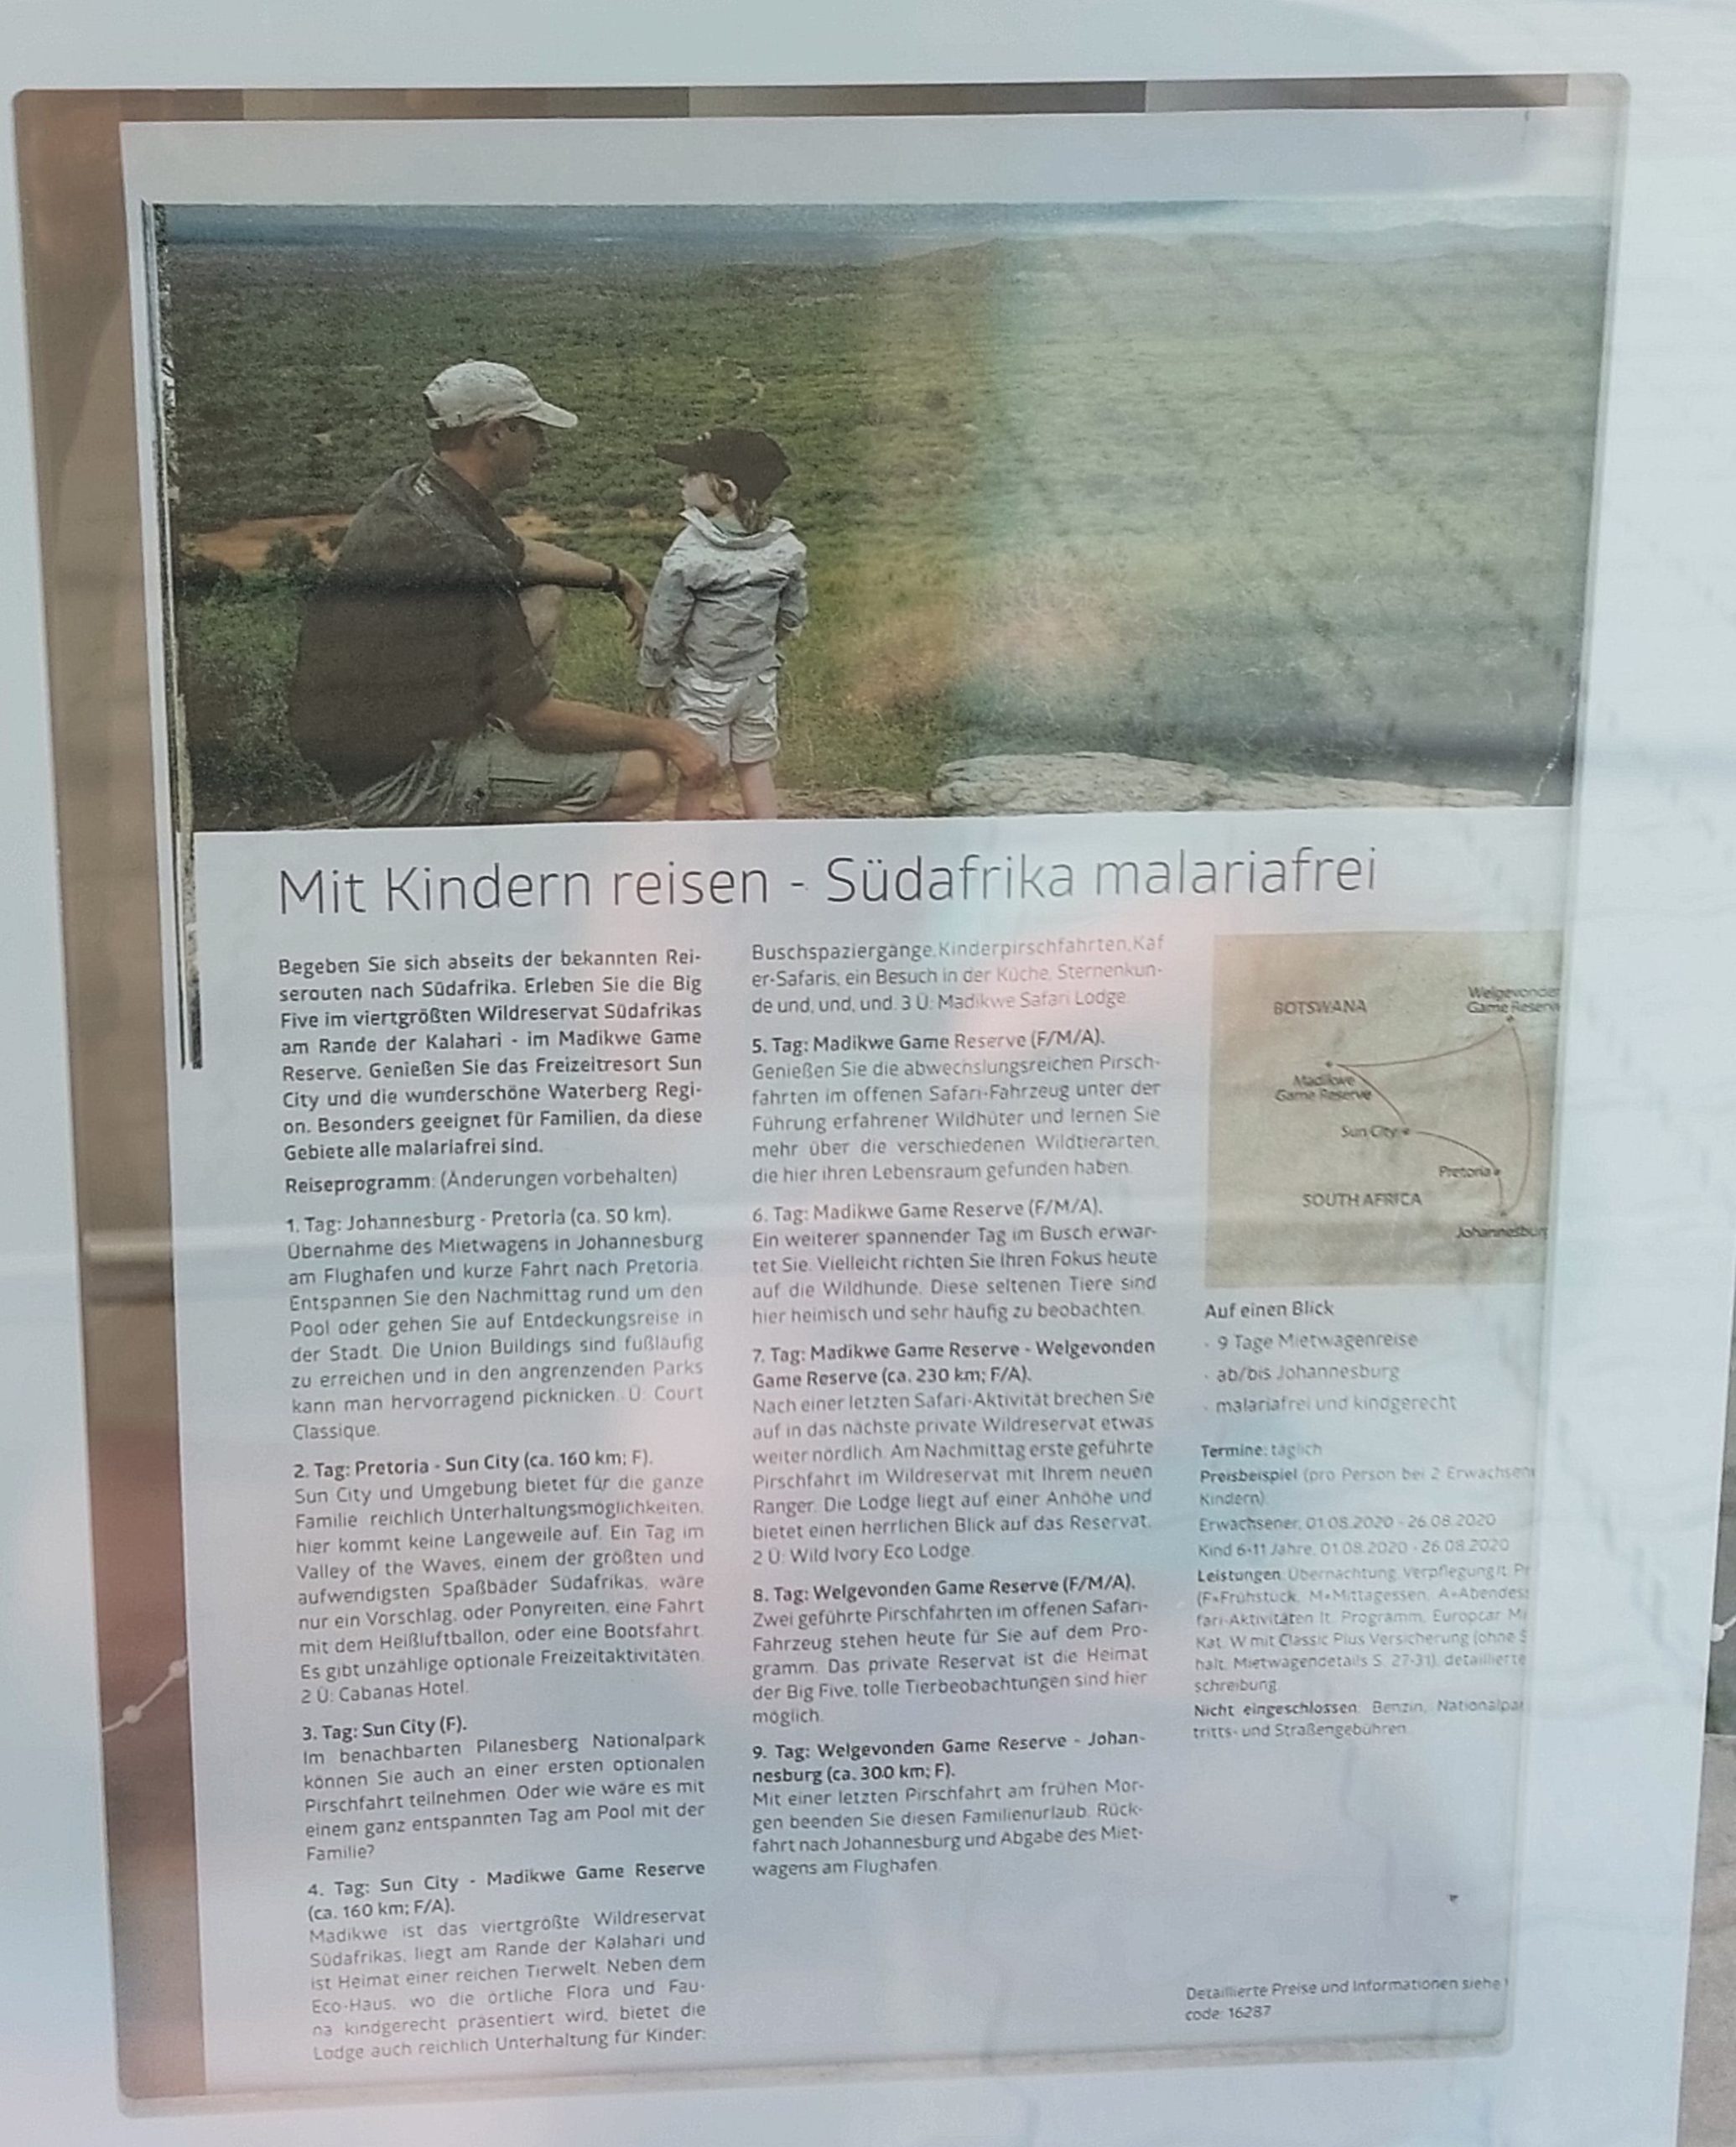 Mit Kindern reisen - Südafrika malariafrei
Begeben Sie sich abseits der bekannten Rei-
serouten nach Südafrika. Erleben Sie die Big
Five im viertgrößten Wildreservat Südafrikas
am Rande der Kalahari - im Madikwe Game
Reserve. Genießen Sie das Freizeitresort Sun
City und die wunderschöne Waterberg Regi-
on. Besonders geeignet für Familien, da diese
Gebiete alle malariafrei sind.
Reiseprogramm: (Änderungen vorbehalten)
1. Tag: Johannesburg - Pretoria (ca. 50 km).
Übernahme des Mietwagens in Johannesburg
am Flughafen und kurze Fahrt nach Pretoria.
Entspannen Sie den Nachmittag rund um den
Pool oder gehen Sie auf Entdeckungsreise in
der Stadt. Die Union Buildings sind fußläufig
zu erreichen und in den angrenzenden Parks
kann man hervorragend picknicken. Ü: Court
Classique.
2. Tag: Pretoria - Sun City (ca. 160 km; F).
Sun City und Umgebung bietet für die ganze
Familie reichlich Unterhaltungsmöglichkeiten,
hier kommt keine Langeweile auf. Ein Tag im
Valley of the Waves, einem der größten und
aufwendigsten Spaßbäder Südafrikas, wäre
nur ein Vorschlag, oder Ponyreiten, eine Fahrt
mit dem Heißluftballon, oder eine Bootsfahrt.
Es gibt unzählige optionale Freizeitaktivitäten.
2 Ü: Cabanas Hotel.
3. Tag: Sun City (F).
Im benachbarten Pilanesberg Nationalpark
können Sie auch an einer ersten optionalen
Pirschfahrt teilnehmen. Oder wie wäre es mit
einem ganz entspannten Tag am Pool mit der
Familie?
4. Tag: Sun City - Madikwe Game Reserve
(ca. 160 km; F/A).
Madikwe ist das viertgrößte Wildreservat
Südafrikas, liegt am Rande der Kalahari und
ist Heimat einer reichen Tierwelt. Neben dem
Eco-Haus, wo die örtliche Flora und Fau-
na kindgerecht präsentiert wird, bietet die
Lodge auch reichlich Unterhaltung für Kinder:
Buschspaziergänge, Kinderpirschfahrten, Käf
er-Safaris, ein Besuch in der Küche, Sternenkun-
de und, und, und. 3 Ü: Madikwe Safari Lodge.
5. Tag: Madikwe Game Reserve (F/M/A).
Genießen Sie die abwechslungsreichen Pirsch-
fahrten im offenen Safari-Fahrzeug unter der
Führung erfahrener Wildhüter und lernen Sie
mehr über die verschiedenen Wildtierarten,
die hier ihren Lebensraum gefunden haben.
6. Tag: Madikwe Game Reserve (F/M/A).
Ein weiterer spannender Tag im Busch erwar-
tet Sie. Vielleicht richten Sie Ihren Fokus heute
auf die Wildhunde. Diese seltenen Tiere sind
hier heimisch und sehr häufig zu beobachten.
7. Tag: Madikwe Game Reserve - Welgevonden
Game Reserve (ca. 230 km; F/A).
Nach einer letzten Safari-Aktivität brechen Sie
auf in das nächste private Wildreservat etwas
weiter nördlich. Am Nachmittag erste geführte
Pirschfahrt im Wildreservat mit Ihrem neuen
Ranger. Die Lodge liegt auf einer Anhöhe und
bietet einen herrlichen Blick auf das Reservat.
2 Ü: Wild Ivory Eco Lodge.
8. Tag: Welgevonden Game Reserve (F/M/A).
Zwei geführte Pirschfahrten im offenen Safari-
Fahrzeug stehen heute für Sie auf dem Pro-
gramm. Das private Reservat ist die Heimat
der Big Five, tolle Tierbeobachtungen sind hier
möglich.
9. Tag: Welgevonden Game Reserve - Johan-
nesburg (ca. 300 km; F).
Mit einer letzten Pirschfahrt am frühen Mor-
gen beenden Sie diesen Familienurlaub. Rück-
fahrt nach Johannesburg und Abgabe des Miet-
wagens am Flughafen.
BOTSWANA
Welgevonden
Game Reserve
Madikwe
Game Reserve
Sun City
Pretoria
SOUTH AFRICA
Johannesburg
Auf einen Blick
- 9 Tage Mietwagenreise
- ab/bis Johannesburg
- malariafrei und kindgerecht
Termine: täglich
Preisbeispiel (pro Person bei 2 Erwachsen
Kindern):
Erwachsener, 01.08.2020 - 26.08.2020
Kind 6-11 Jahre, 01.08.2020 - 26.08.2020
Leistungen: Übernachtung, Verpflegung lt. Pr
(F=Frühstück, M=Mittagessen, A=Abendes
fari-Aktivitäten lt. Programm, Europcar Mi
Kat. W mit Classic Plus Versicherung (ohne S
halt, Mietwagendetails S. 27-31), detaillierte
schreibung
Nicht eingeschlossen: Benzin, Nationalpar
tritts- und Straßengebühren.
Detaillierte Preise und Informationen siehe
code: 16287